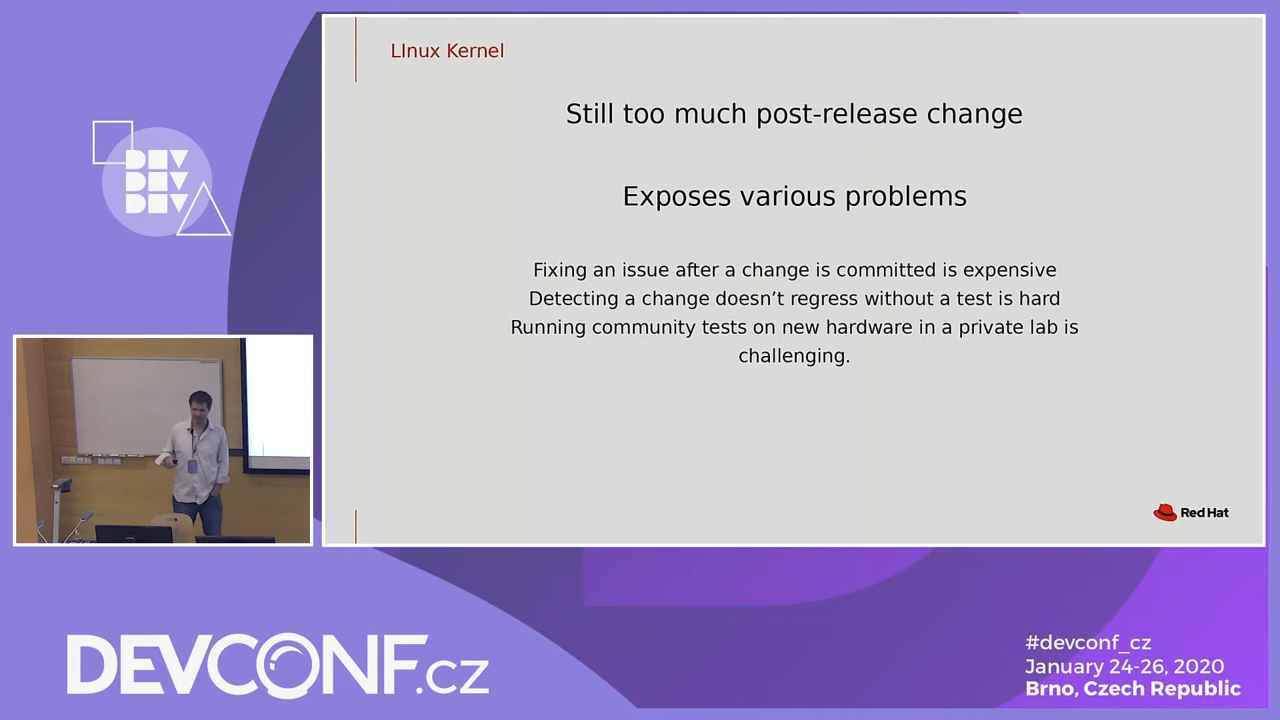 LInux Kernel
Still too much post-release change
Exposes various problems
Fixing an issue after a change is committed is expensive
Detecting a change doesn’t regress without a test is hard
Running community tests on new hardware in a private lab is
challenging.
Red Hat
DEV
DEV
DEV
DEVCONF.cz
#devconf_cz
January 24-26, 2020
Brno, Czech Republic